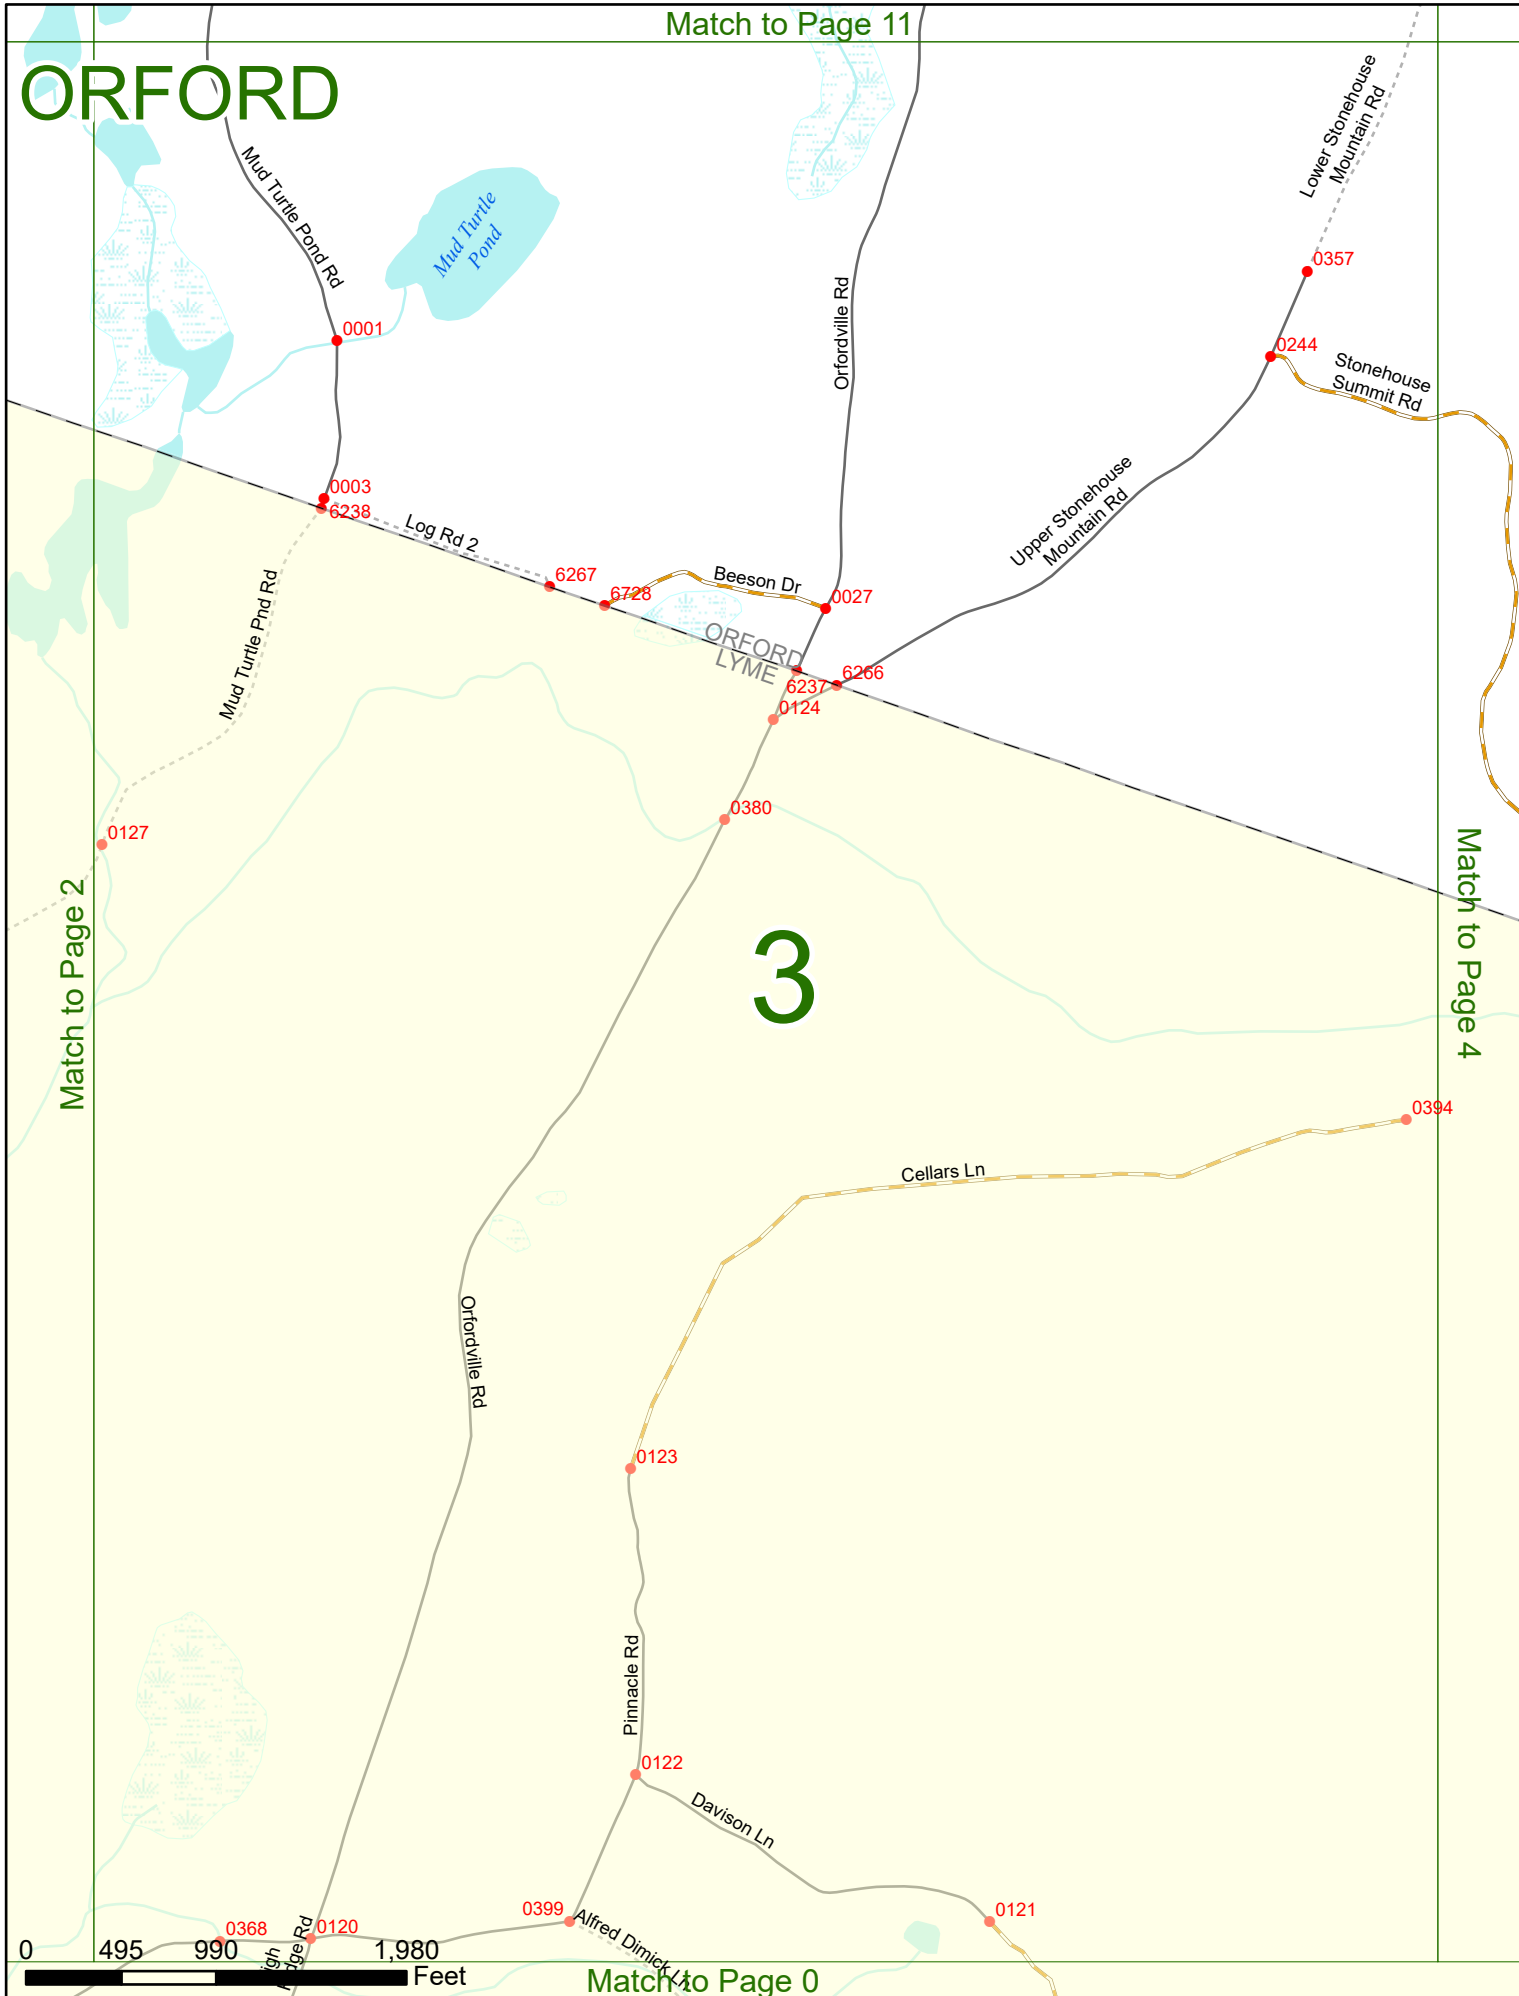 Match to Page 11
ORFORD
Mud Turtle Pond Rd
Mud Turtle
Pond
Orfordville Rd
Lower Stonehouse
Mountain Rd
0357
0001
0244
Stonehouse
Summit Rd
0003
6238
Log Rd 2
Upper Stonehouse
Mountain Rd
6267
6728
Beeson Dr
0027
Mud Turtle Pnd Rd
ORFORD
LYME
6237
6266
0124
0380
0127
Match to Page 2
3
Match to Page 4
0394
Cellars Ln
Orfordville Rd
0123
Pinnacle Rd
0122
Davison Ln
0399
Alfred Dimick Ln
0121
0368
0120
0
495
990
1,980
Feet
Match to Page 0